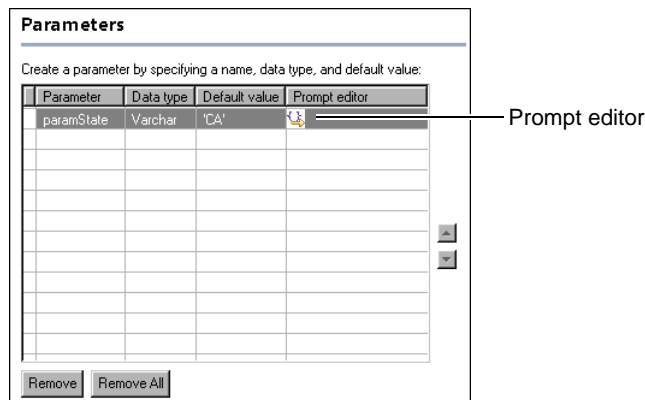 Parameters
Create a parameter by specifying a name, data type, and default value:
Parameter Data type Default value Prompt editor
paramState Varchar 'CA'
Prompt editor
Remove Remove All